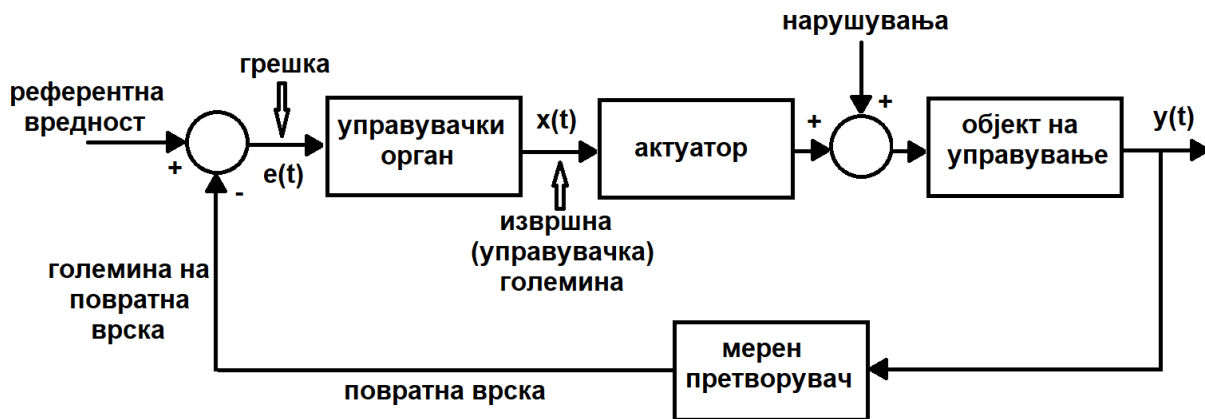 нарушувања
грешка
референтна
вредност
+
-
e(t)
управувачки
орган
x(t)
извршна
(управувачка)
големина
актуатор
+
+
објект на
управување
y(t)
големина на
повратна
врска
повратна врска
мерен
претворувач